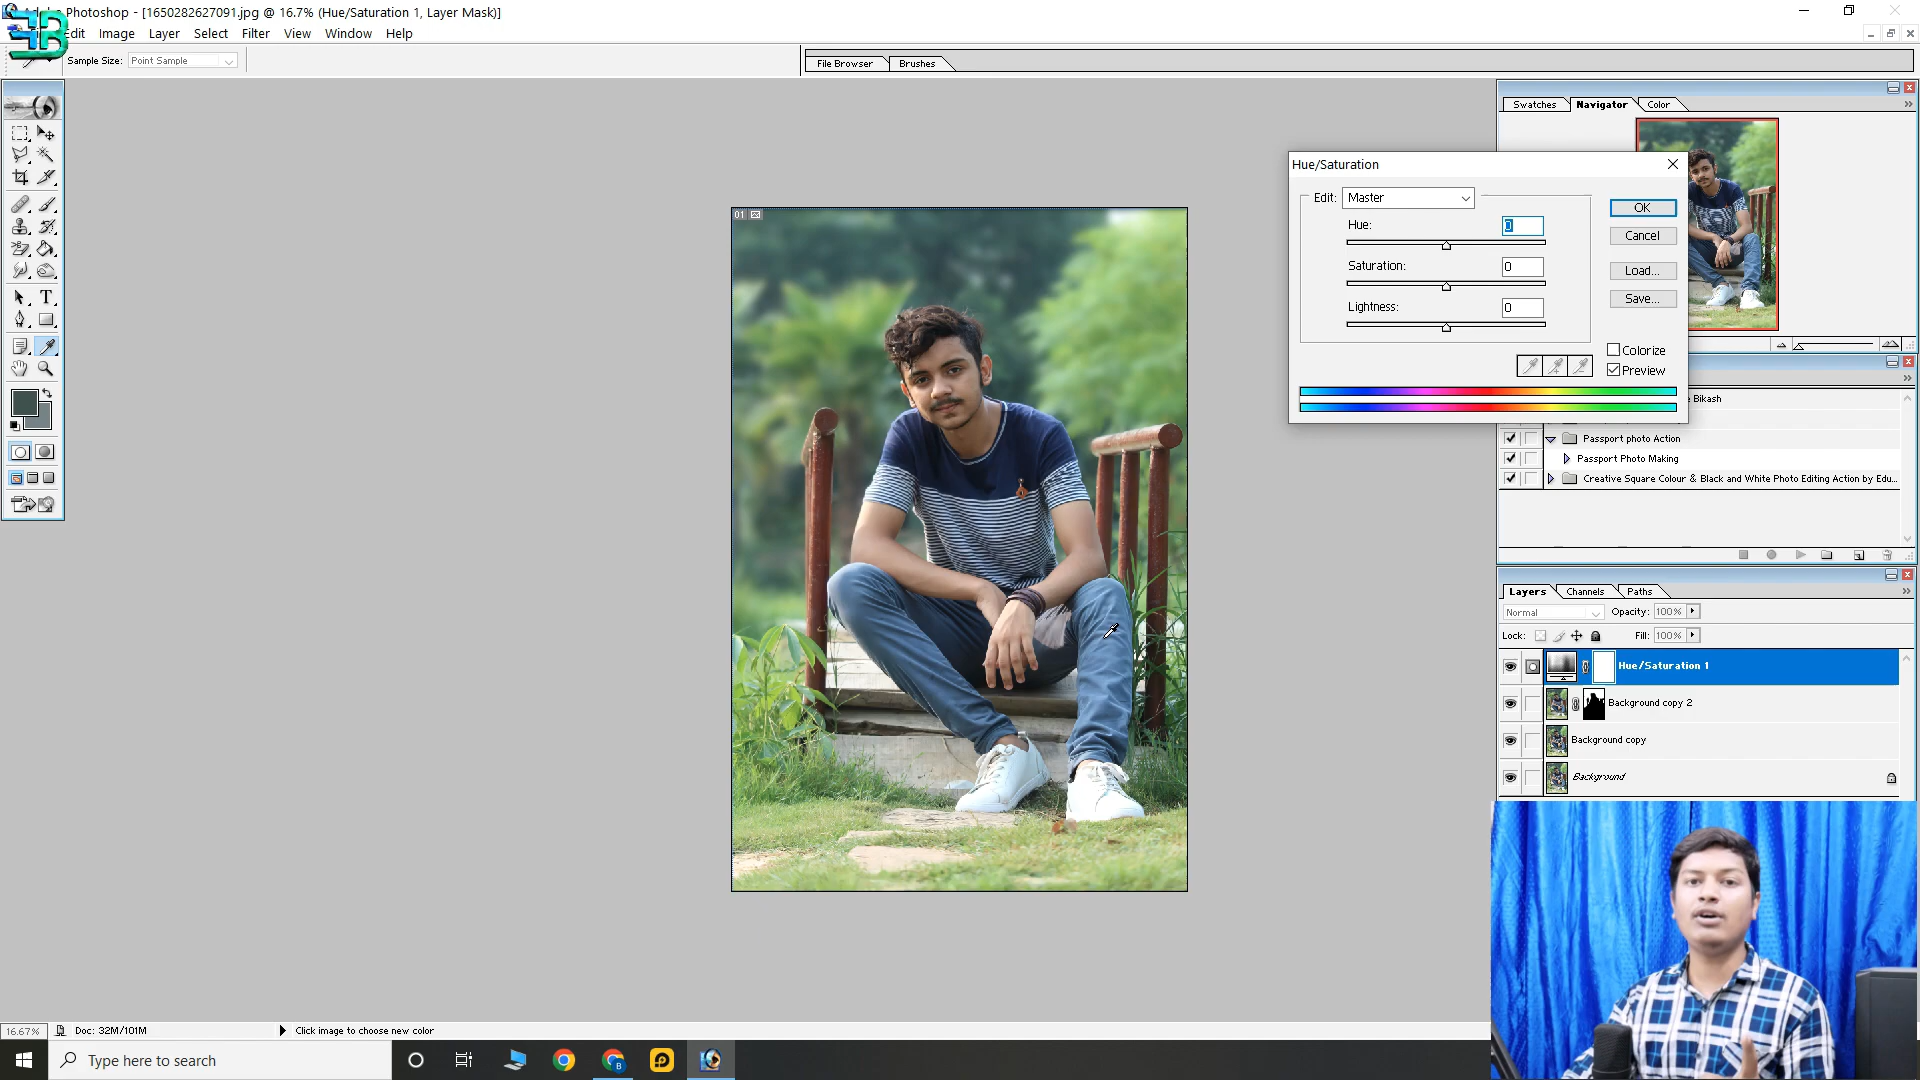 Photoshop - [1650282627091.jpg @ 16.7% (Hue/Saturation 1, Layer Mask)]
Edit Image Layer Select Filter View Window Help
Sample Size: Point Sample
File Browser Brushes
Swatches Navigator Color
Hue/Saturation
Edit: Master
Hue: 0
Saturation: 0
Lightness: 0
OK
Cancel
Load...
Save...
Colorize
Preview
01
Bikash
Passport photo Action
Passport Photo Making
Creative Square Colour & Black and White Photo Editing Action by Edu...
Layers Channels Paths
Normal Opacity: 100%
Lock: Fill: 100%
Hue/Saturation 1
Background copy 2
Background copy
Background
16.67% Doc: 32M/101M Click image to choose new color
Type here to search